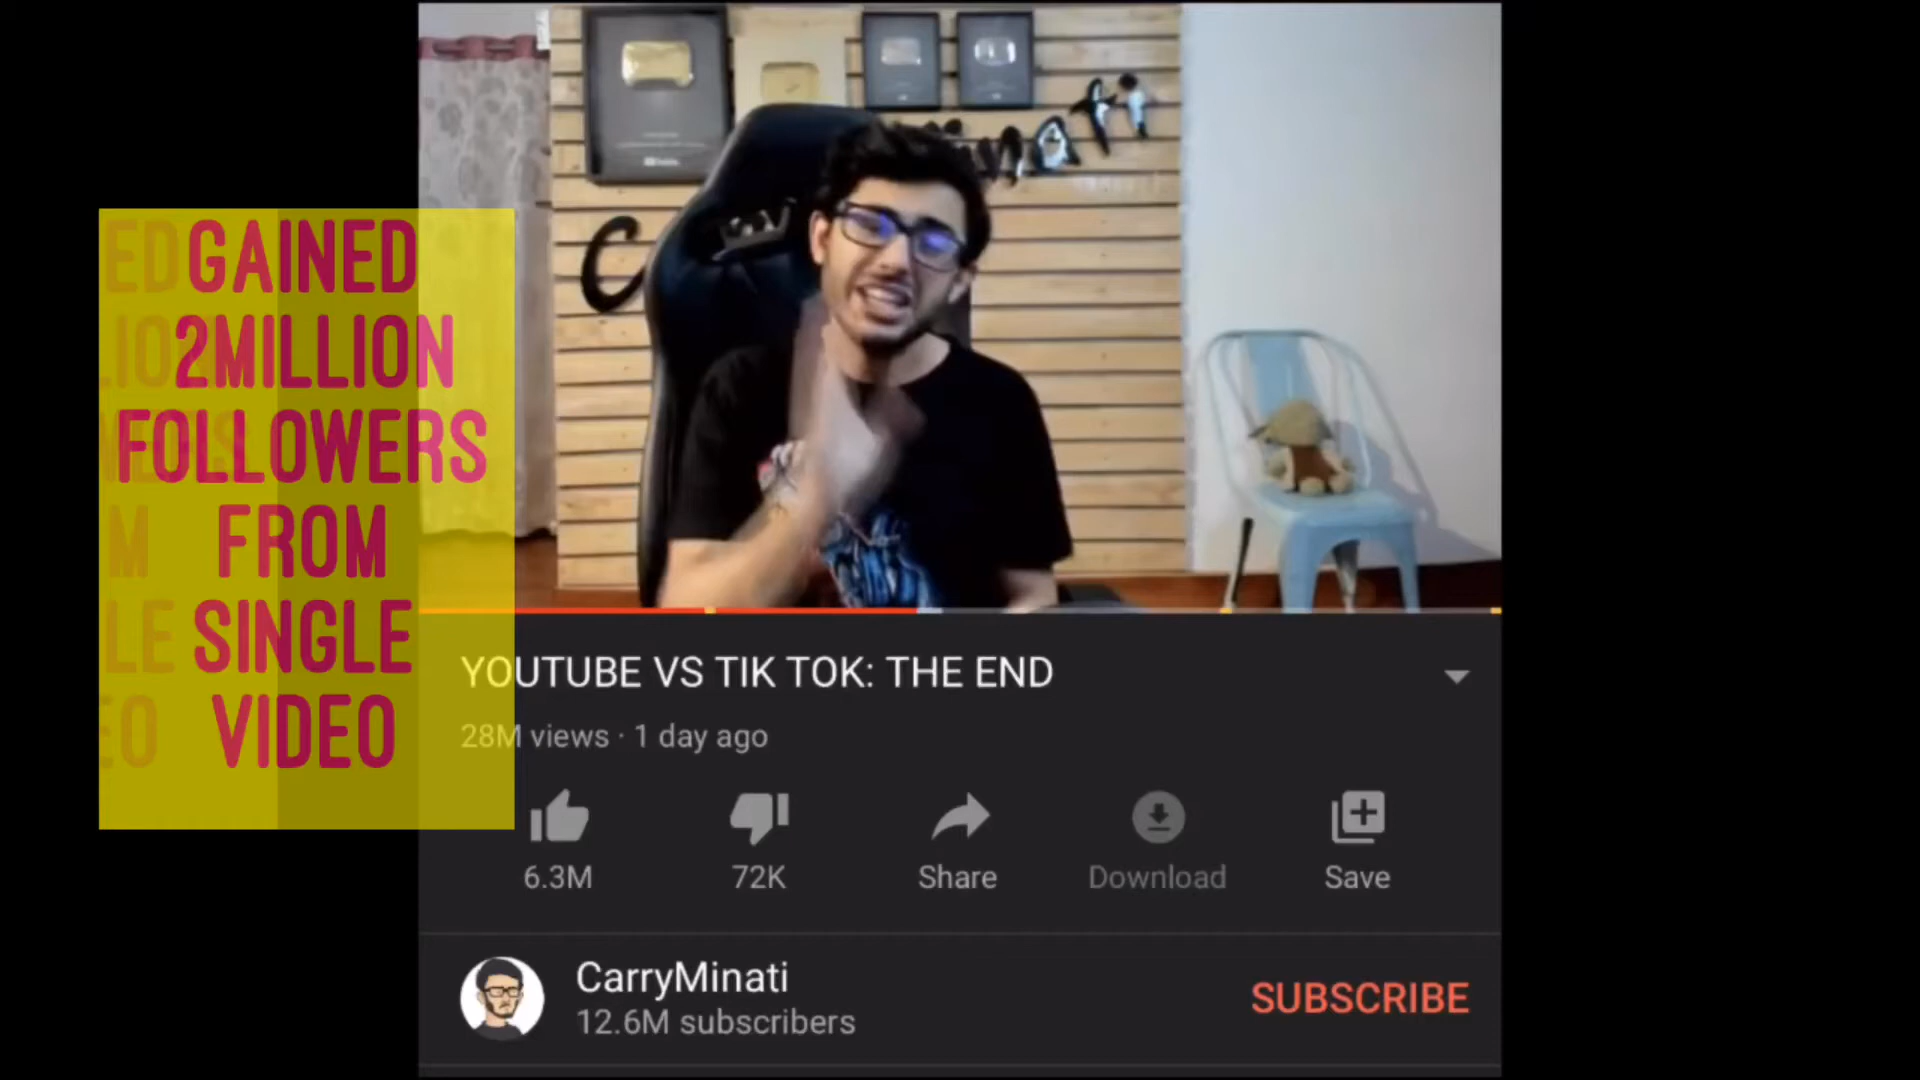 GAINED
2MILLION
FOLLOWERS
FROM
SINGLE
VIDEO
YOUTUBE VS TIK TOK: THE END
28M views · 1 day ago
6.3M
72K
Share
Download
Save
CarryMinati
12.6M subscribers
SUBSCRIBE